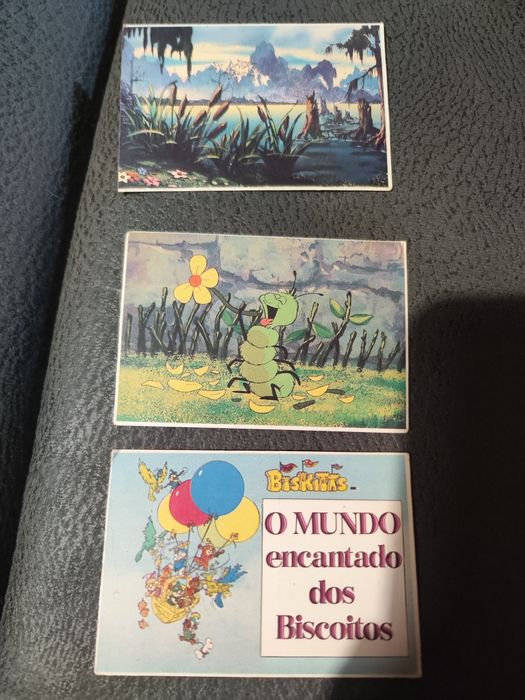 BISKITTS
O MUNDO
encantado
dos
Biscoitos